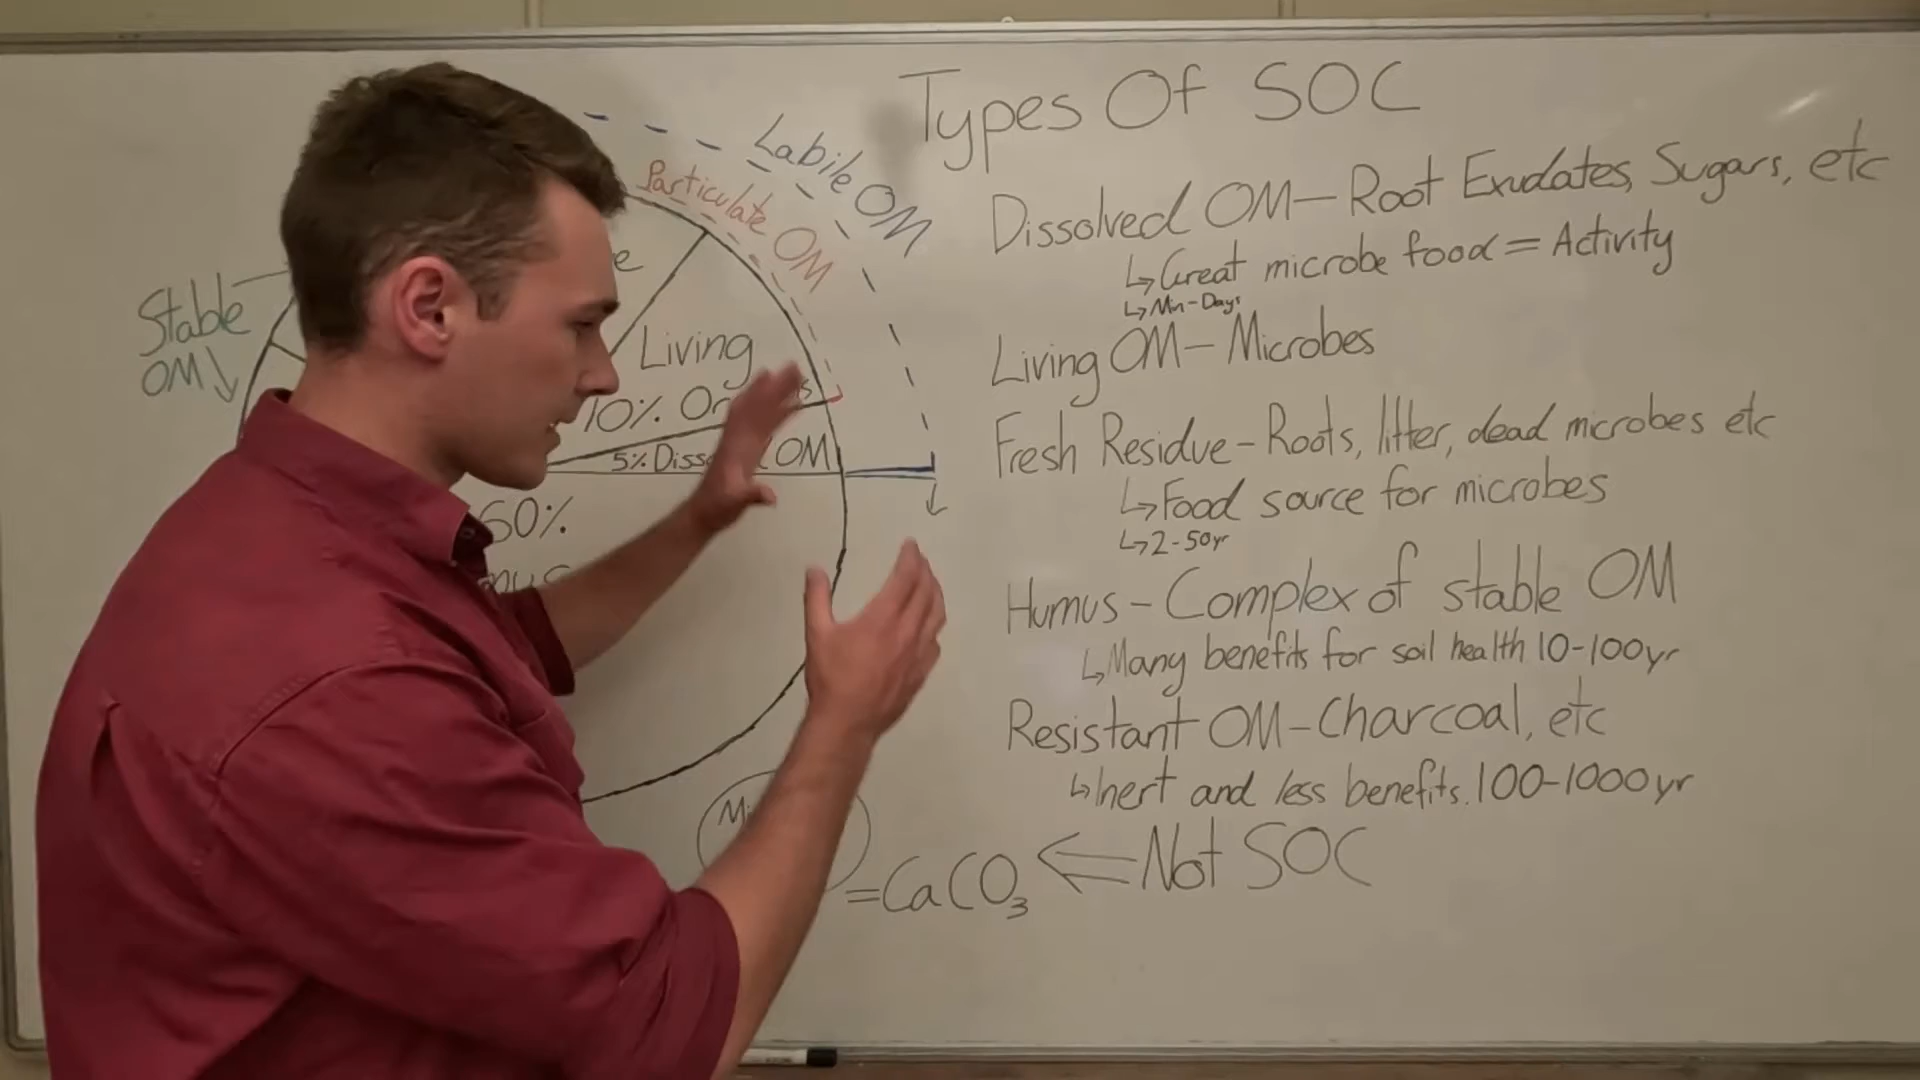 Types Of SOC
Dissolved OM-Root Exudates, Sugars, etc
↳Great microbe food = Activity
↳Min-Days
Living OM-Microbes
Fresh Residue-Roots, litter, dead microbes etc
↳Food source for microbes
↳2-50yr
Humus-Complex of stable OM
↳Many benefits for soil health 10-100yr
Resistant OM-Charcoal, etc
↳Inert and less benefits. 100-1000yr
=CaCO₃ ⇐ Not SOC
Labile OM
Particulate OM
Stable
OM↓
Living
10%
5% OM
60%